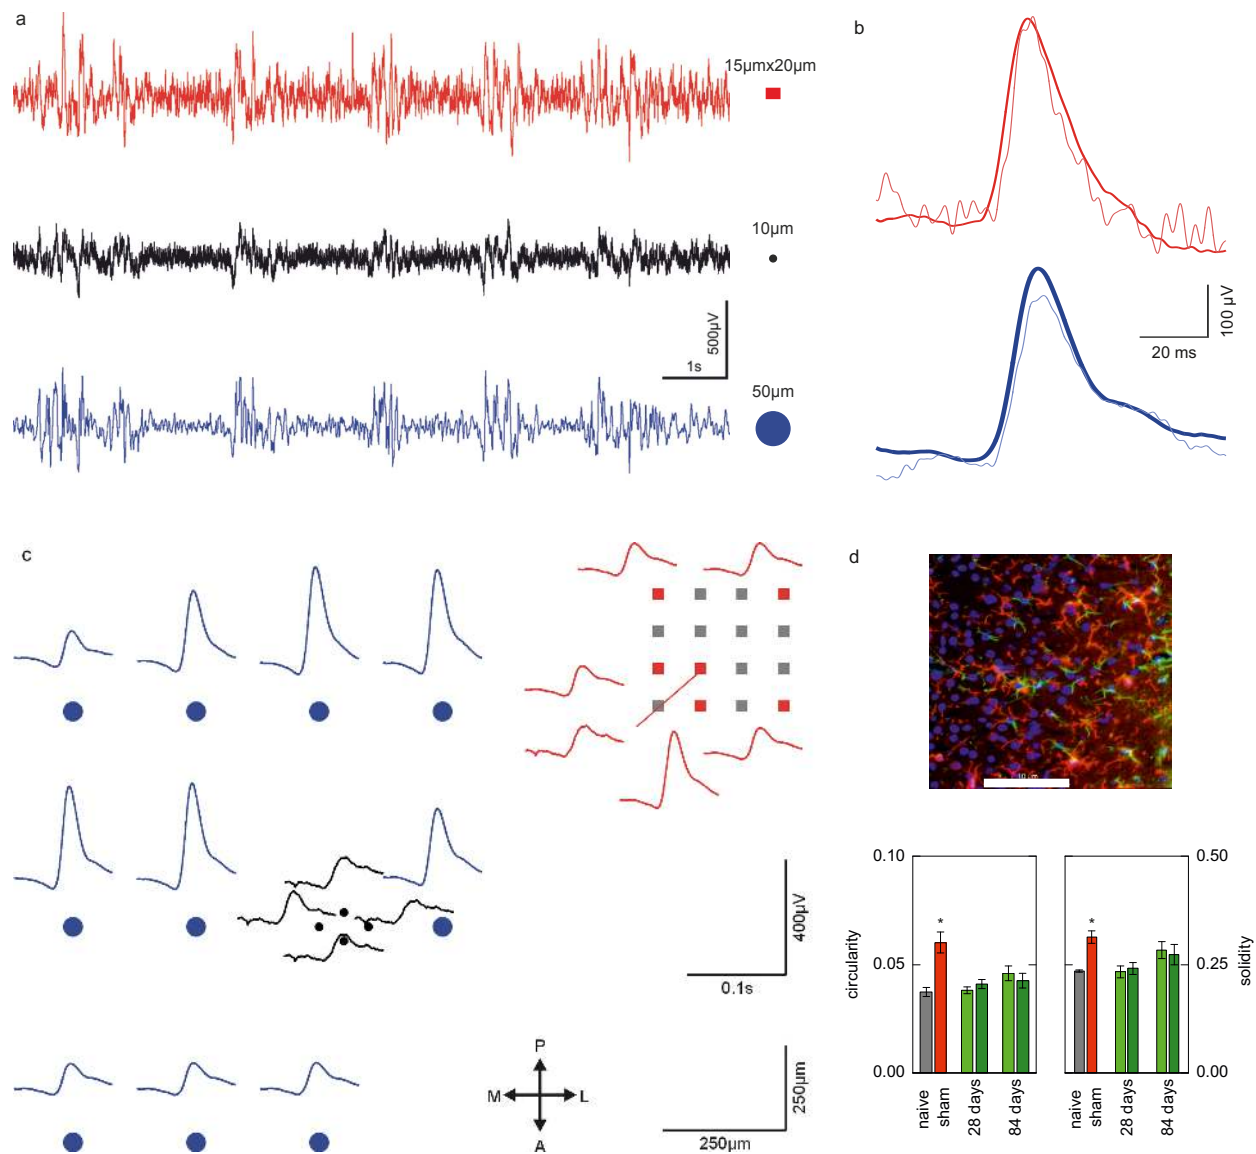 a
15µmx20µm
10µm
500µV
1s
50µm
b
100 µV
20 ms
c
400µV
0.1s
P
M
L
A
250µm
250µm
d
0.10
0.05
0.00
circularity
*
naive
sham
28 days
84 days
0.50
0.25
0.00
solidity
*
naive
sham
28 days
84 days